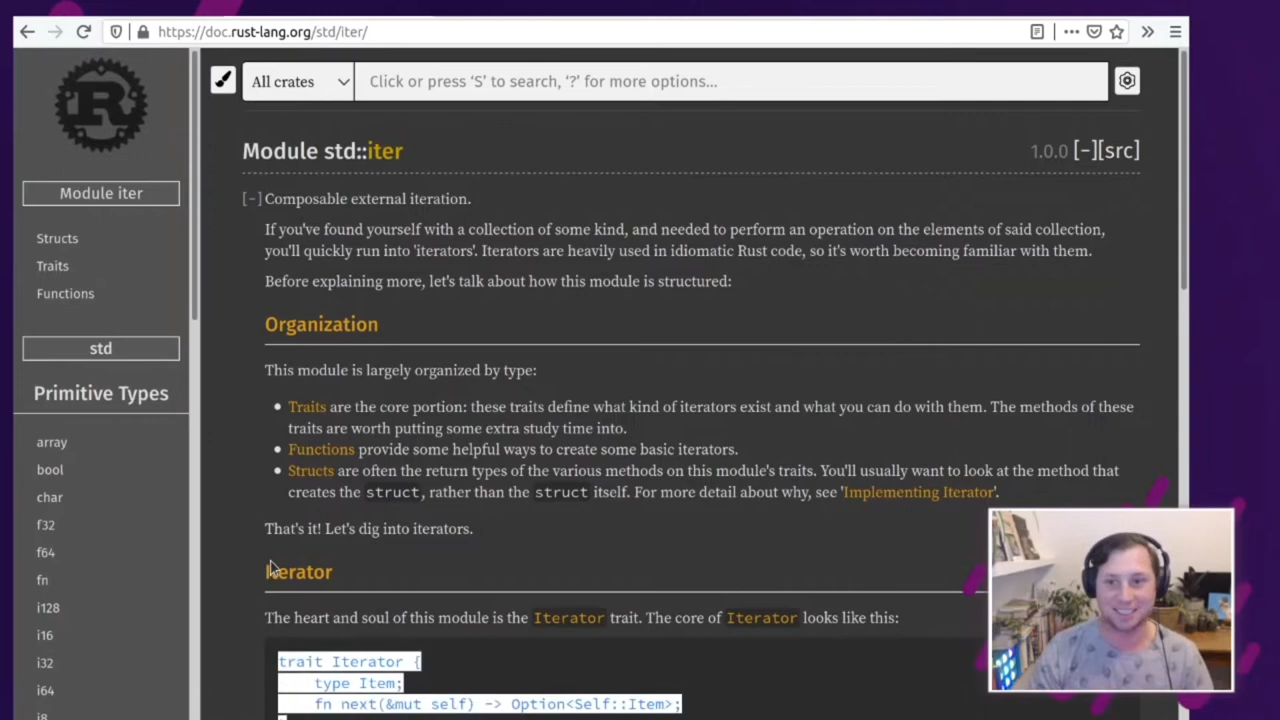 https://doc.rust-lang.org/std/iter/
All crates
Click or press ‘S’ to search, ‘?’ for more options...
R
Module iter
Structs
Traits
Functions
std
Primitive Types
array
bool
char
f32
f64
fn
i128
i16
i32
i64
i8
Module std::iter
1.0.0 [-][src]
[-] Composable external iteration.
If you've found yourself with a collection of some kind, and needed to perform an operation on the elements of said collection,
you'll quickly run into 'iterators'. Iterators are heavily used in idiomatic Rust code, so it's worth becoming familiar with them.
Before explaining more, let's talk about how this module is structured:
Organization
This module is largely organized by type:
• Traits are the core portion: these traits define what kind of iterators exist and what you can do with them. The methods of these
traits are worth putting some extra study time into.
• Functions provide some helpful ways to create some basic iterators.
• Structs are often the return types of the various methods on this module's traits. You'll usually want to look at the method that
creates the struct, rather than the struct itself. For more detail about why, see 'Implementing Iterator'.
That's it! Let's dig into iterators.
Iterator
The heart and soul of this module is the Iterator trait. The core of Iterator looks like this:
trait Iterator {
type Item;
fn next(&mut self) -> Option<Self::Item>;